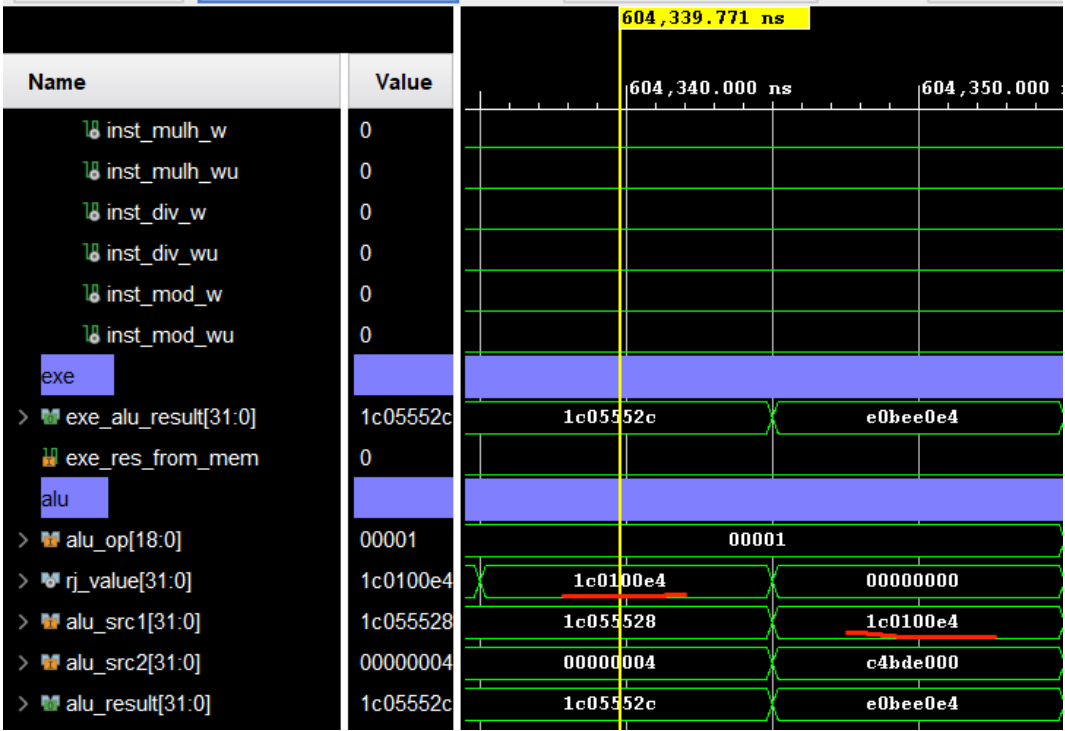 604,339.771 ns
Name Value
604,340.000 ns 604,350.000
inst_mulh_w 0
inst_mulh_wu 0
inst_div_w 0
inst_div_wu 0
inst_mod_w 0
inst_mod_wu 0
exe
exe_alu_result[31:0] 1c05552c 1c05552c e0bee0e4
exe_res_from_mem 0
alu
alu_op[18:0] 00001 00001
rj_value[31:0] 1c0100e4 1c0100e4 00000000
alu_src1[31:0] 1c055528 1c055528 1c0100e4
alu_src2[31:0] 00000004 00000004 c4bde000
alu_result[31:0] 1c05552c 1c05552c e0bee0e4